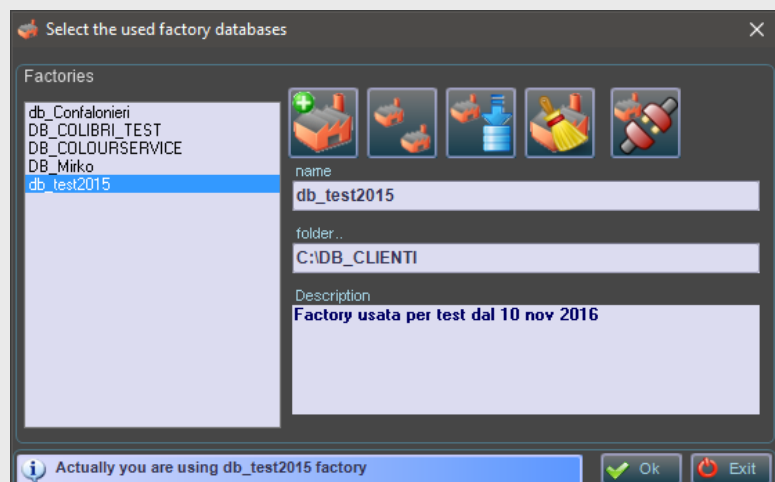 Select the used factory databases
Factories
db_Confalonieri
DB_COLIBRI_TEST
DB_COLOURSERVICE
DB_Mirko
db_test2015
name
db_test2015
folder..
C:\DB_CLIENTI
Description
Factory usata per test dal 10 nov 2016
Actually you are using db_test2015 factory
Ok
Exit